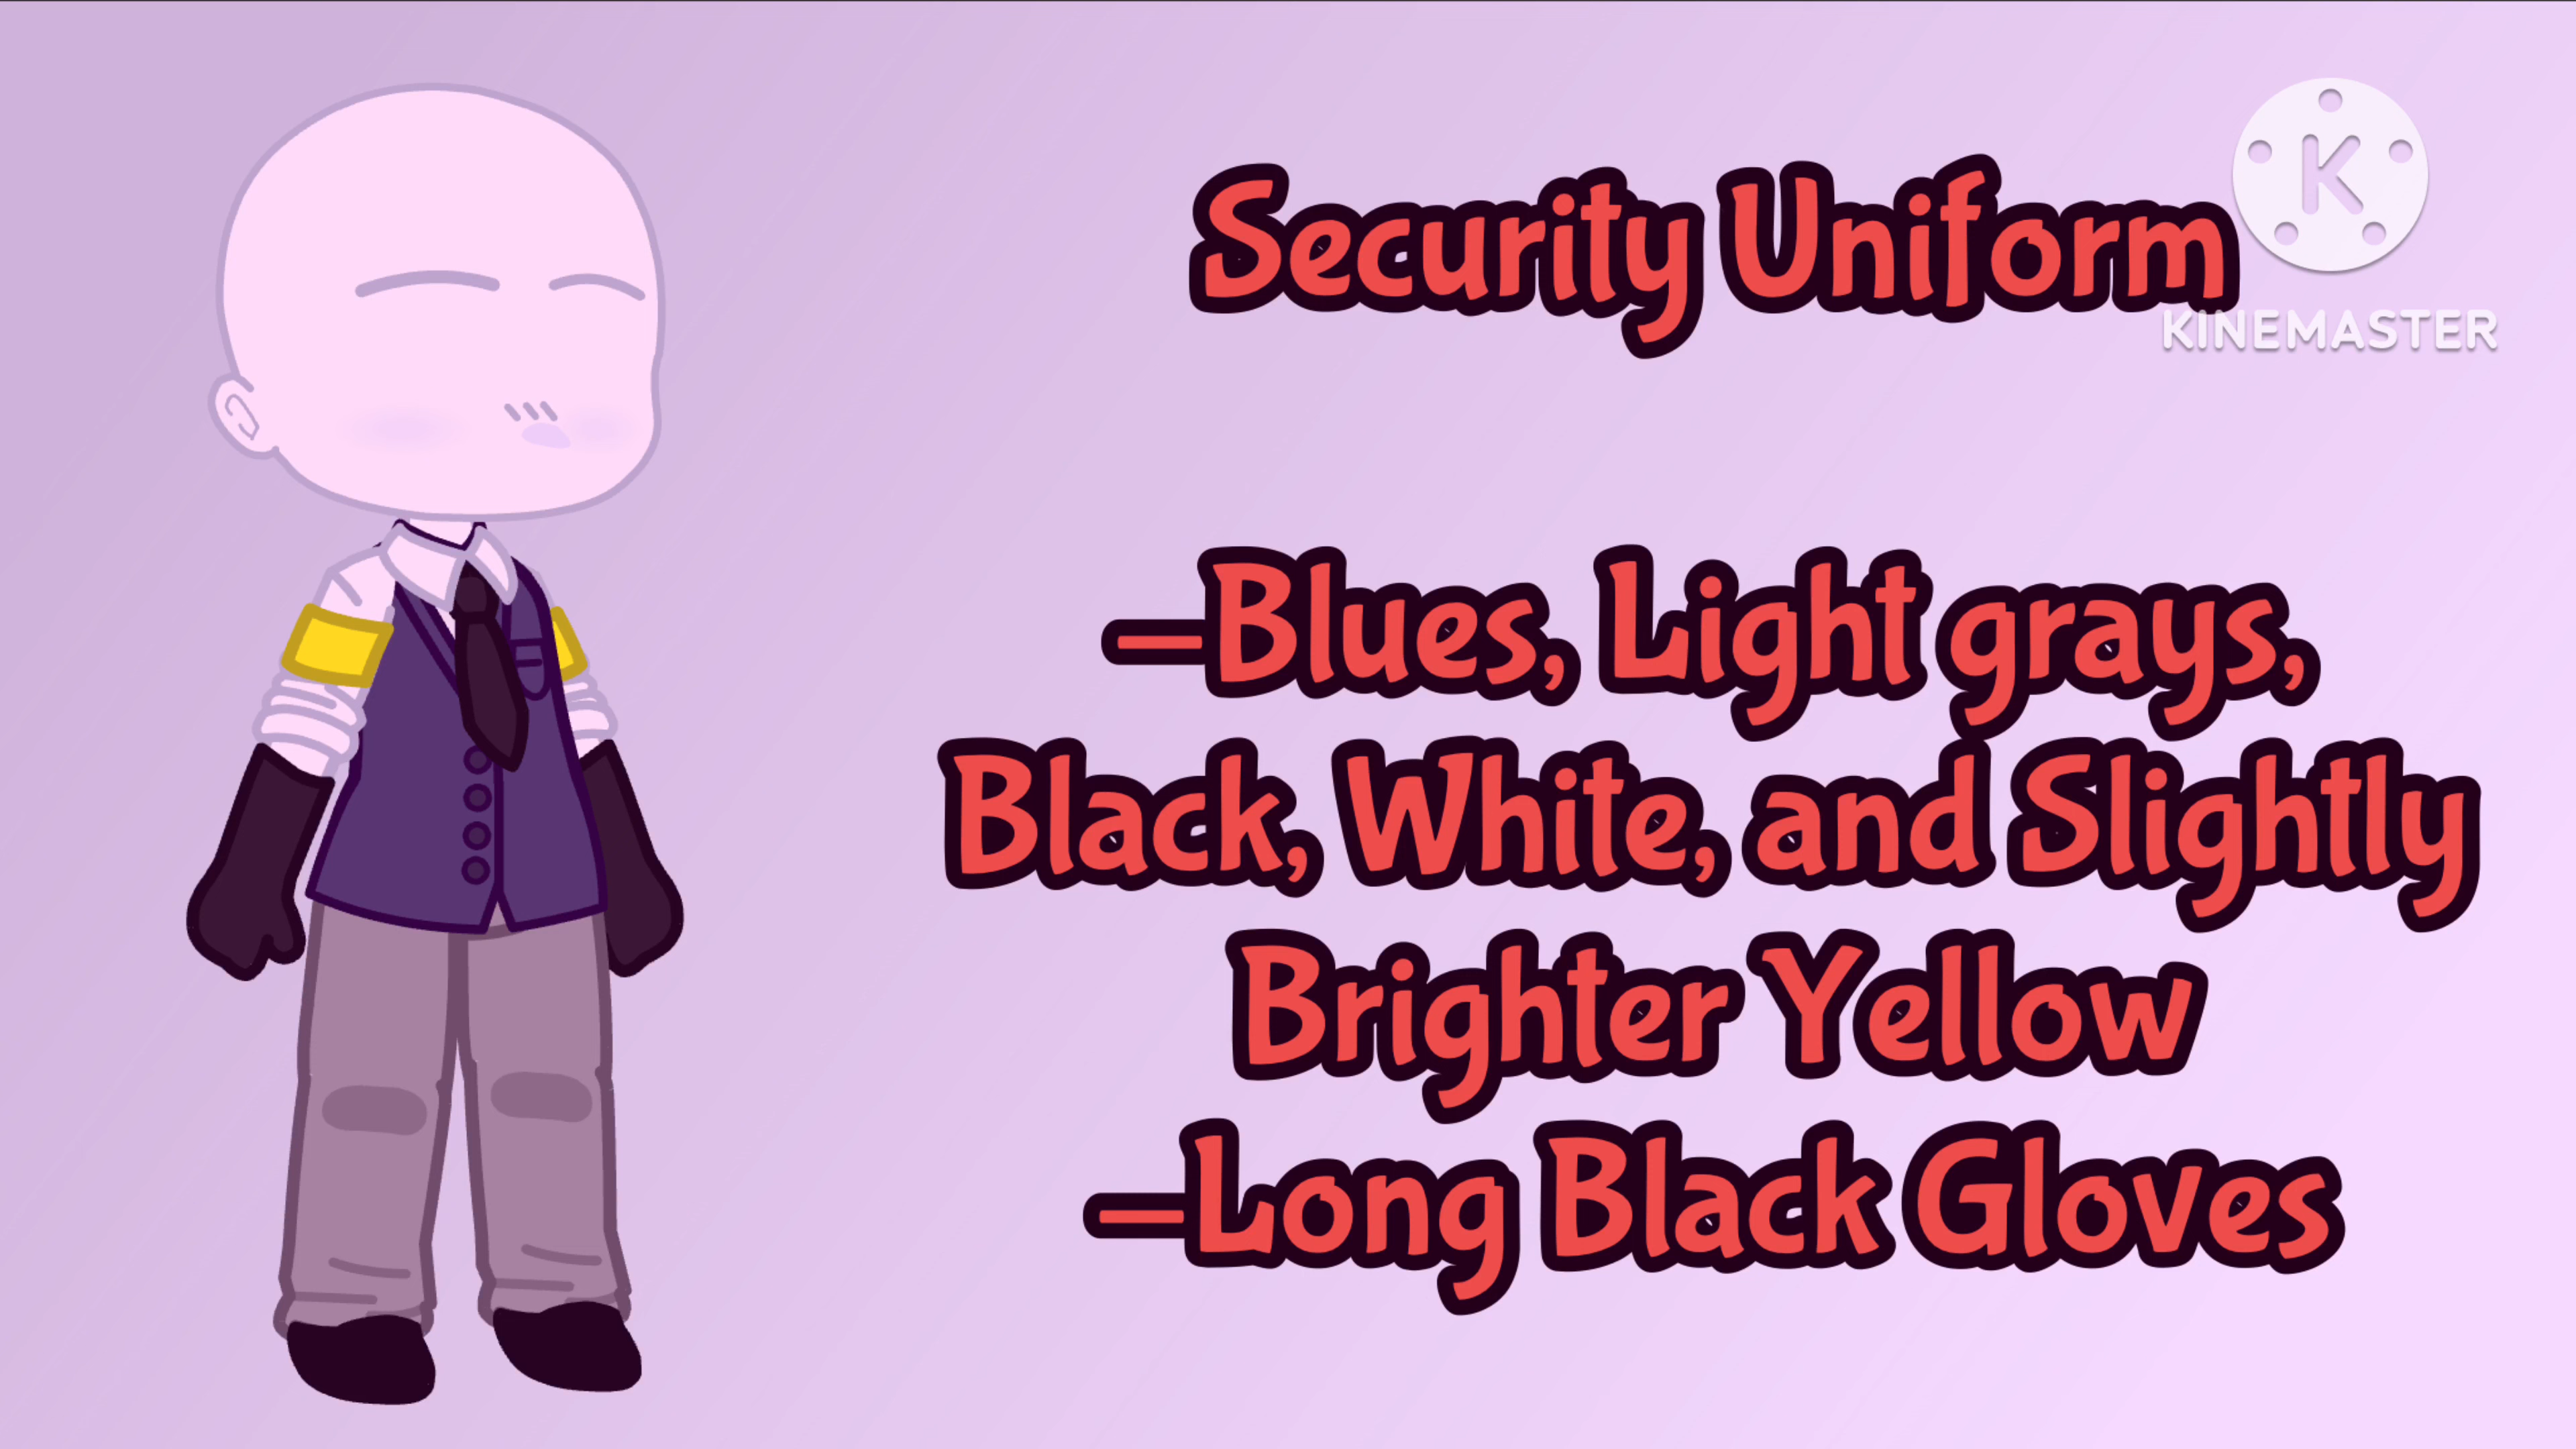 Security Uniform
K
KINEMASTER
–Blues, Light grays,
Black, White, and Slightly
Brighter Yellow
–Long Black Gloves